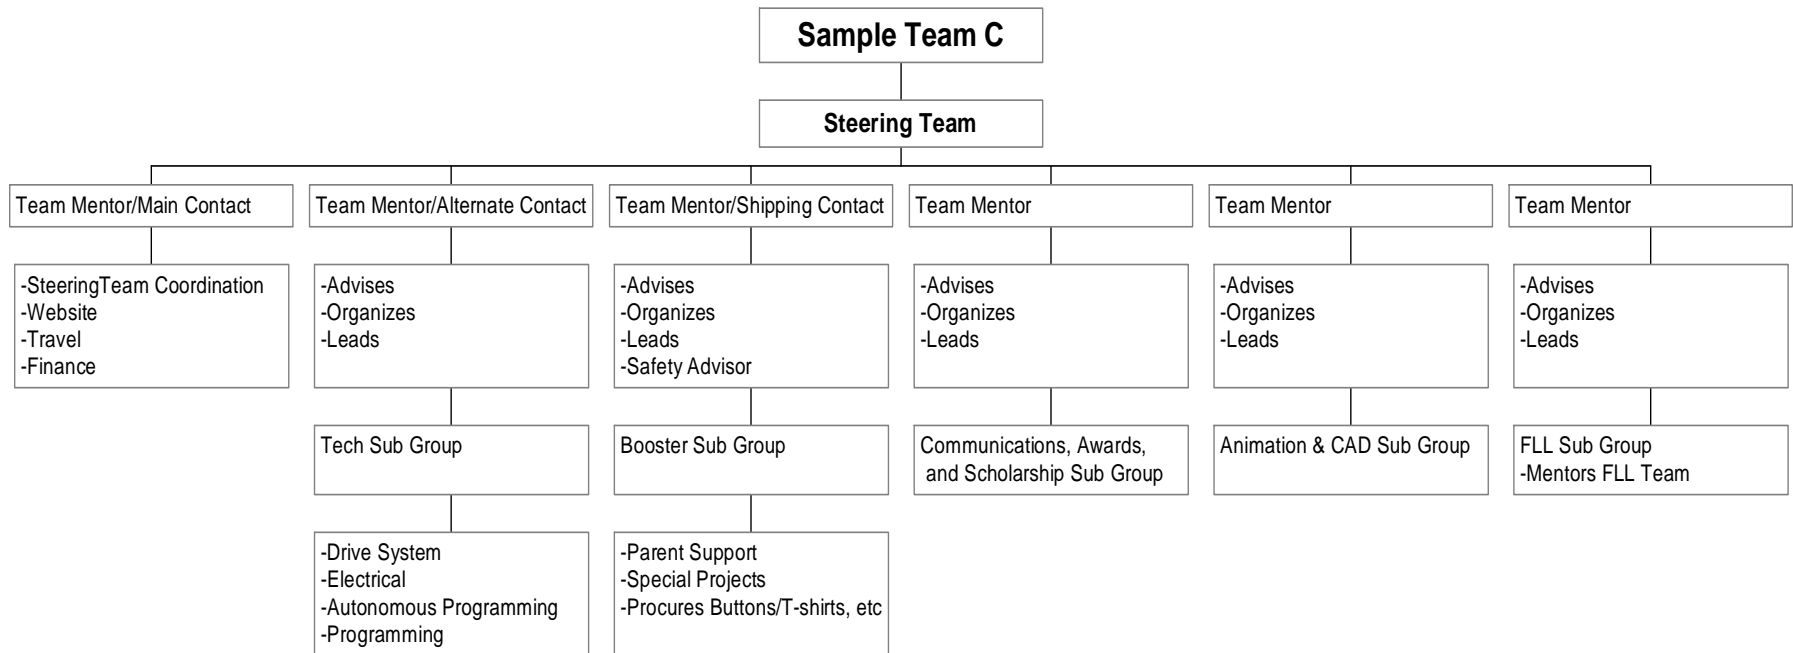 Sample Team C
Steering Team
Team Mentor/Main Contact
Team Mentor/Alternate Contact
Team Mentor/Shipping Contact
Team Mentor
Team Mentor
Team Mentor
-SteeringTeam Coordination
-Website
-Travel
-Finance
-Advises
-Organizes
-Leads
-Advises
-Organizes
-Leads
-Safety Advisor
-Advises
-Organizes
-Leads
-Advises
-Organizes
-Leads
-Advises
-Organizes
-Leads
Tech Sub Group
Booster Sub Group
Communications, Awards,
and Scholarship Sub Group
Animation & CAD Sub Group
FLL Sub Group
-Mentors FLL Team
-Drive System
-Electrical
-Autonomous Programming
-Programming
-Parent Support
-Special Projects
-Procures Buttons/T-shirts, etc